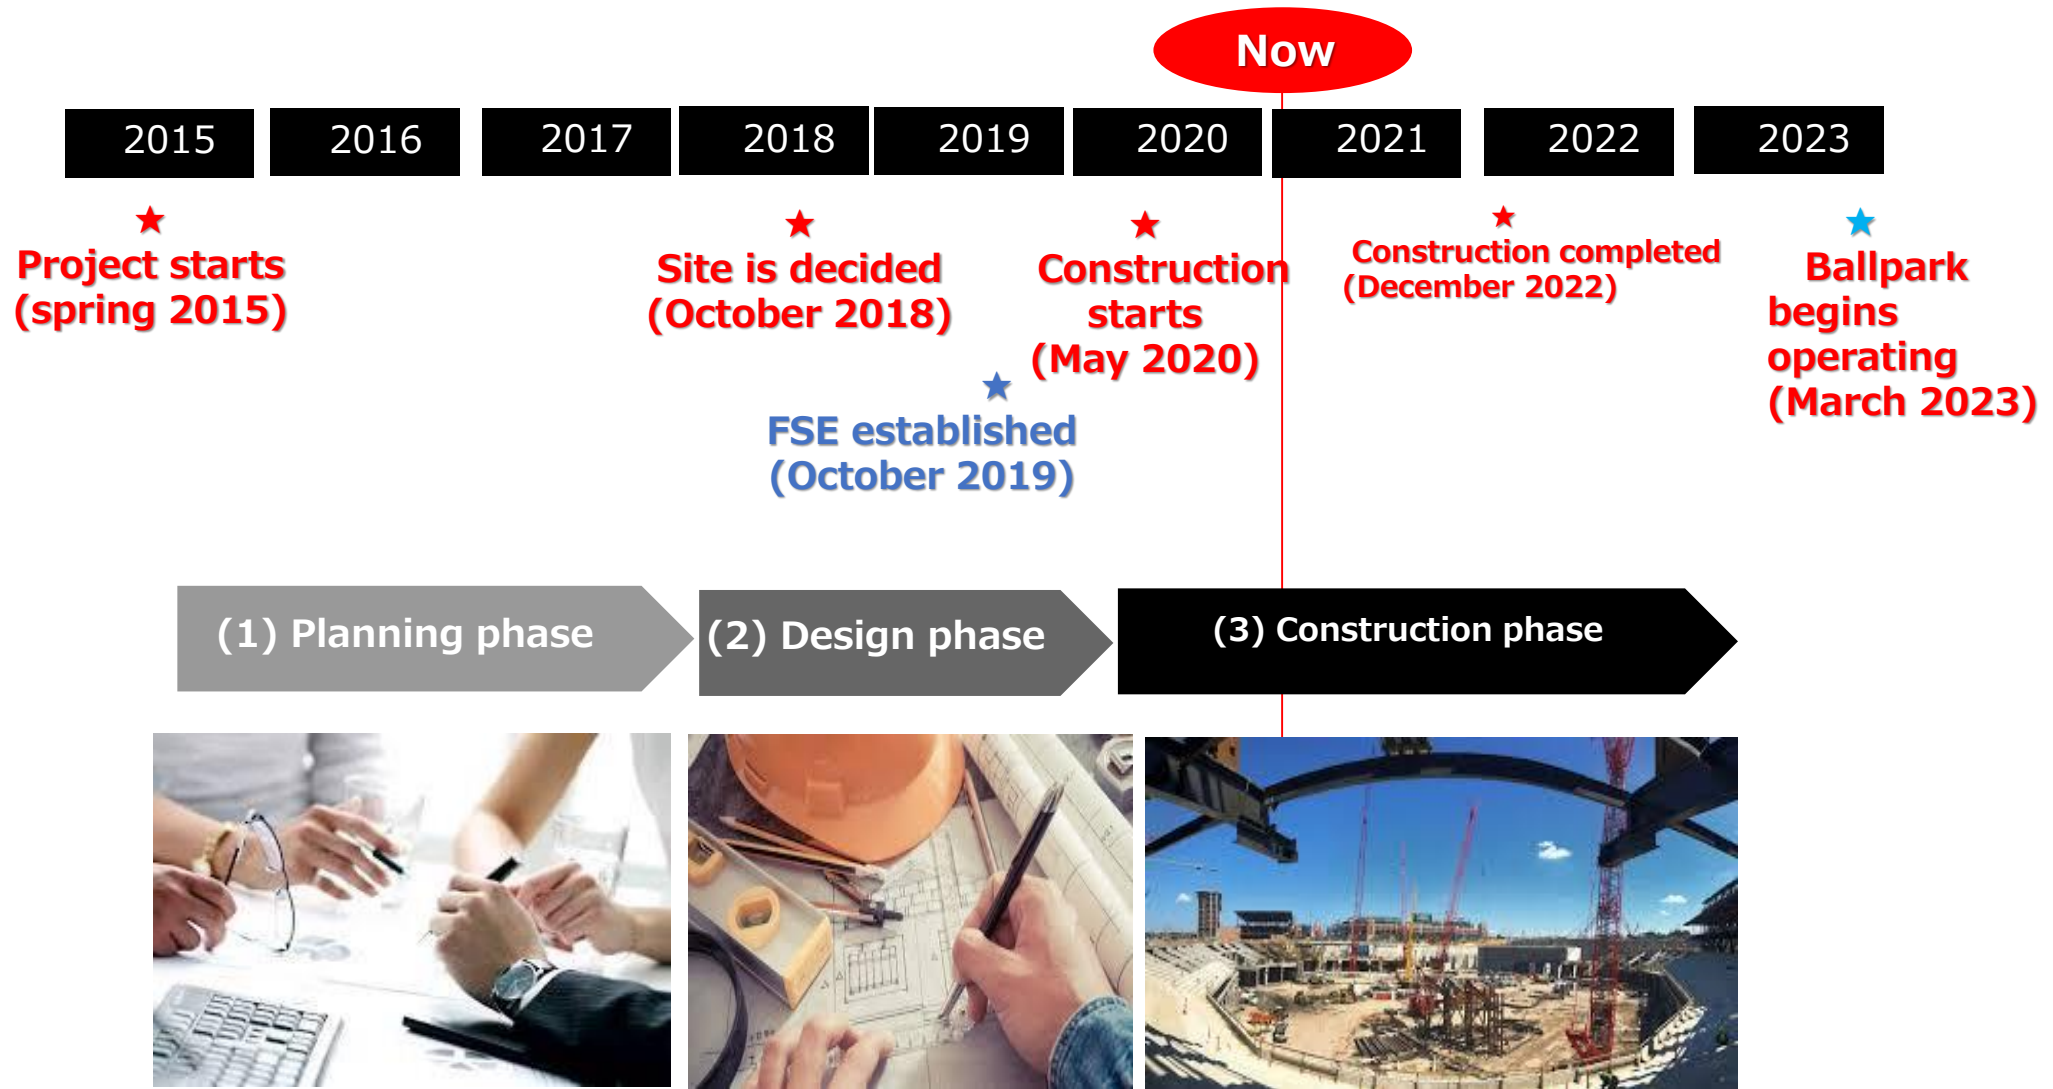 Now
2015
2016
2017
2018
2019
2020
2021
2022
2023
Project starts
(spring 2015)
Site is decided
(October 2018)
FSE established
(October 2019)
Construction
starts
(May 2020)
Construction completed
(December 2022)
Ballpark
begins
operating
(March 2023)
(1) Planning phase
(2) Design phase
(3) Construction phase